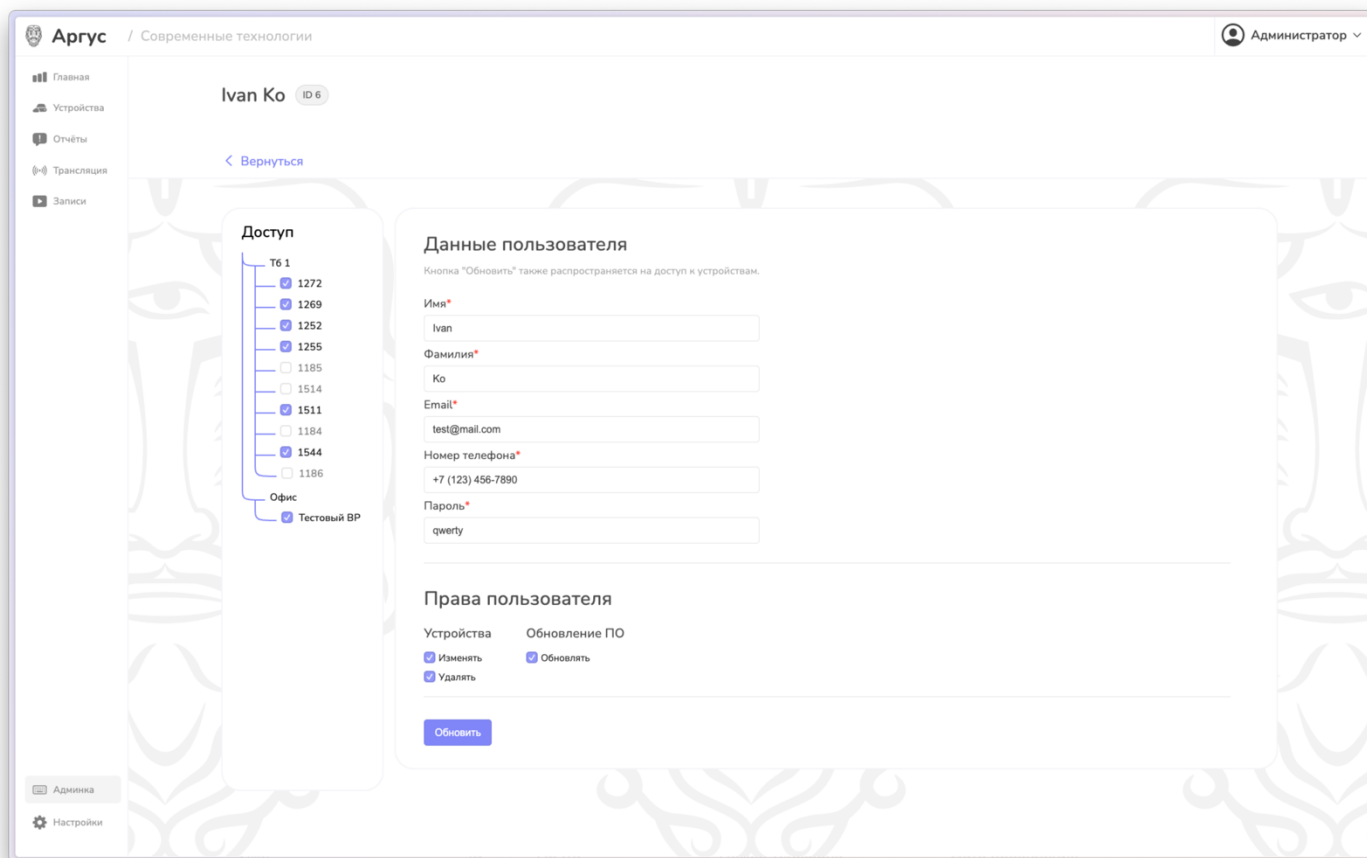 Аргус / Современные технологии
Администратор
Главная
Устройства
Отчёты
Трансляция
Записи
Админка
Настройки
Ivan Ko ID 6
Вернуться
Доступ
Тб 1
1272
1269
1252
1255
1185
1514
1511
1184
1544
1186
Офис
Тестовый ВР
Данные пользователя
Кнопка "Обновить" также распространяется на доступ к устройствам.
Имя*
Ivan
Фамилия*
Ko
Email*
test@mail.com
Номер телефона*
+7 (123) 456-7890
Пароль*
qwerty
Права пользователя
Устройства Обновление ПО
Изменять Обновлять
Удалять
Обновить